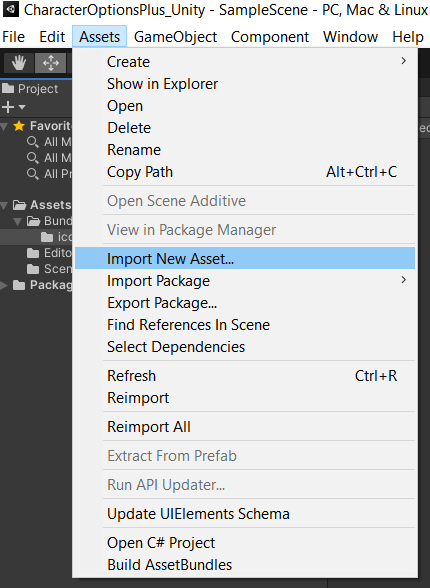 CharacterOptionsPlus_Unity - SampleScene - PC, Mac & Linux
File Edit Assets GameObject Component Window Help
Project
Favorit
All M
All M
All Pr
Assets
Bund
ico
Edito
Scen
Packag
Create
Show in Explorer
Open
Delete
Rename
Copy Path Alt+Ctrl+C
Open Scene Additive
View in Package Manager
Import New Asset...
Import Package
Export Package...
Find References In Scene
Select Dependencies
Refresh Ctrl+R
Reimport
Reimport All
Extract From Prefab
Run API Updater...
Update UIElements Schema
Open C# Project
Build AssetBundles